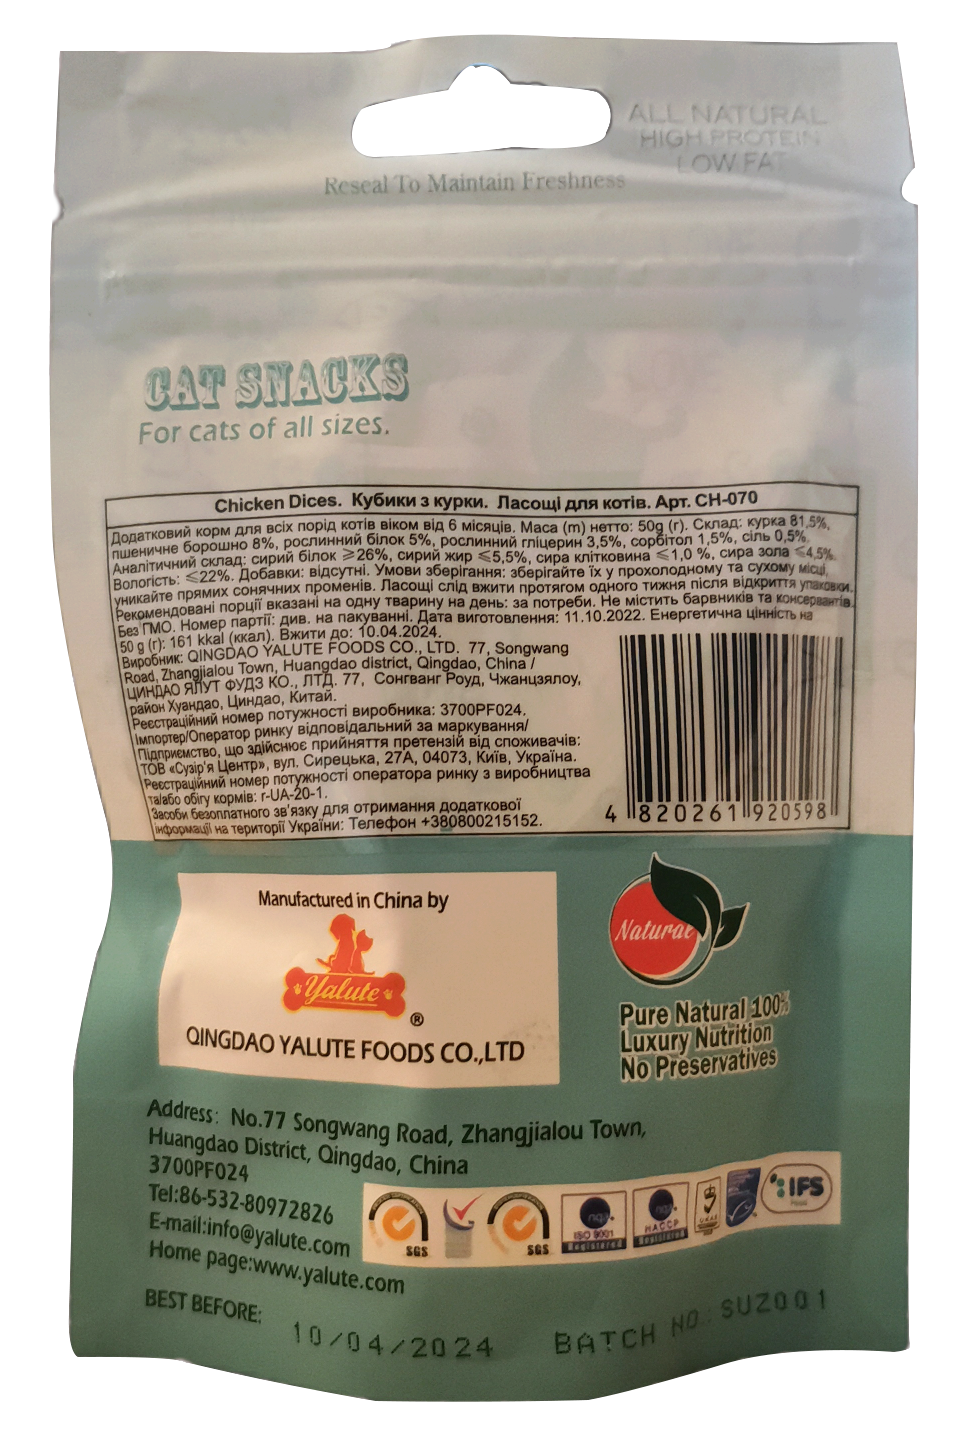 ALL NATURAL
HIGH PROTEIN
LOW FAT
Reseal To Maintain Freshness
CAT SNACKS
For cats of all sizes.
Chicken Dices. Кубики з курки. Ласощі для котів. Арт. CH-070
Додатковий корм для всіх порід котів віком від 6 місяців. Маса (m) нетто: 50g (г). Склад: курка 81,5%,
пшеничне борошно 8%, рослинний білок 5%, рослинний гліцерин 3,5%, сорбітол 1,5%, сіль 0,5%.
Аналітичний склад: сирий білок ⩾26%, сирий жир ⩽5,5%, сира клітковина ⩽1,0 %, сира зола ⩽4,5%.
Вологість: ⩽22%. Добавки: відсутні. Умови зберігання: зберігайте їх у прохолодному та сухому місці,
уникайте прямих сонячних променів. Ласощі слід вжити протягом одного тижня після відкриття упаковки.
Рекомендовані порції вказані на одну тварину на день: за потреби. Не містить барвників та консервантів.
Без ГМО. Номер партії: див. на пакуванні. Дата виготовлення: 11.10.2022. Енергетична цінність на
50 g (г): 161 kkal (ккал). Вжити до: 10.04.2024.
Виробник: QINGDAO YALUTE FOODS CO., LTD. 77, Songwang
Road, Zhangjialou Town, Huangdao district, Qingdao, China /
ЦИНДАО ЯЛУТ ФУДЗ КО., ЛТД. 77, Сонгванг Роуд, Чжанцзялоу,
район Хуандао, Циндао, Китай.
Реєстраційний номер потужності виробника: 3700PF024.
Імпортер/Оператор ринку відповідальний за маркування/
Підприємство, що здійснює прийняття претензій від споживачів:
ТОВ «Сузір'я Центр», вул. Сирецька, 27А, 04073, Київ, Україна.
Реєстраційний номер потужності оператора ринку з виробництва
та/або обігу кормів: r-UA-20-1.
Засоби безоплатного зв'язку для отримання додаткової
інформації на території України: Телефон +380800215152.
4 820261 920598
Manufactured in China by
Yalute
®
QINGDAO YALUTE FOODS CO.,LTD
Natural
Pure Natural 100%
Luxury Nutrition
No Preservatives
Address: No.77 Songwang Road, Zhangjialou Town,
Huangdao District, Qingdao, China
3700PF024
Tel:86-532-80972826
E-mail:info@yalute.com
Home page:www.yalute.com
SGS
SGS
nqa
ISO 9001
Registered
nqa
HACCP
Registered
UKAS
IFS
Food
BEST BEFORE:
10/04/2024
BATCH NO.: SUZ001